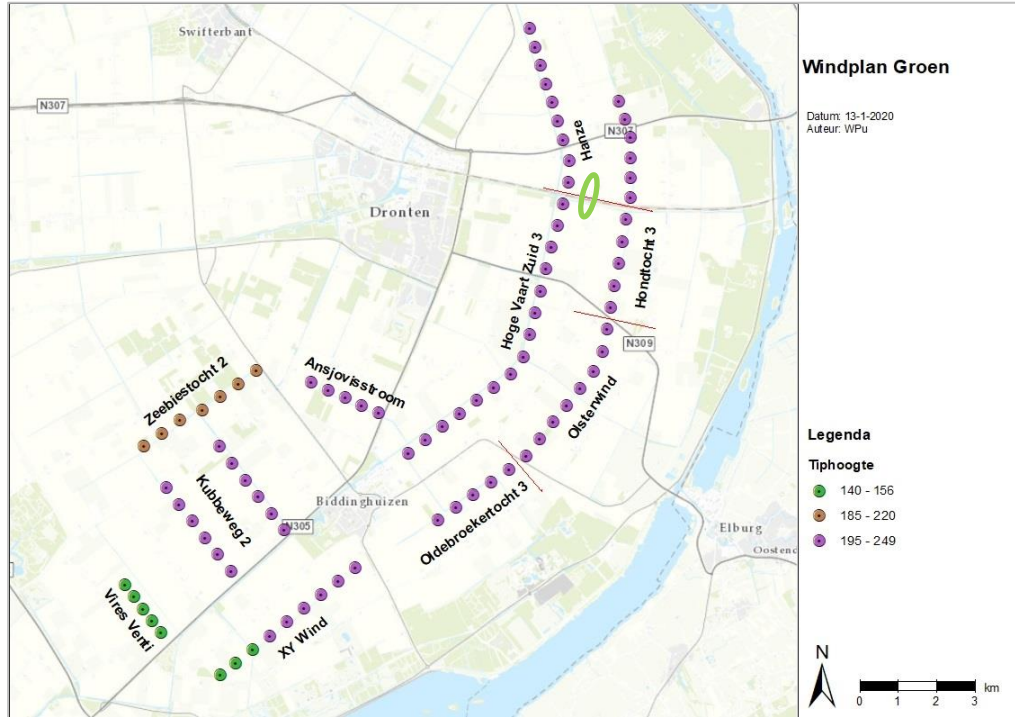 Swifterbant
Windplan Groen
N307
Datum: 13-1-2020
Auteur: WPu
N307
Hanze
Dronten
Hondtocht 3
Hoge Vaart Zuid 3
N309
Ansjovisstroom
Zeebiestocht 2
Olsterwind
Legenda
Tiphoogte
140 - 156
185 - 220
195 - 249
Kubbeweg 2
Biddinghuizen
N305
Oldebroekertocht 3
Elburg
Vires Venti
XY Wind
N
0 1 2 3 km